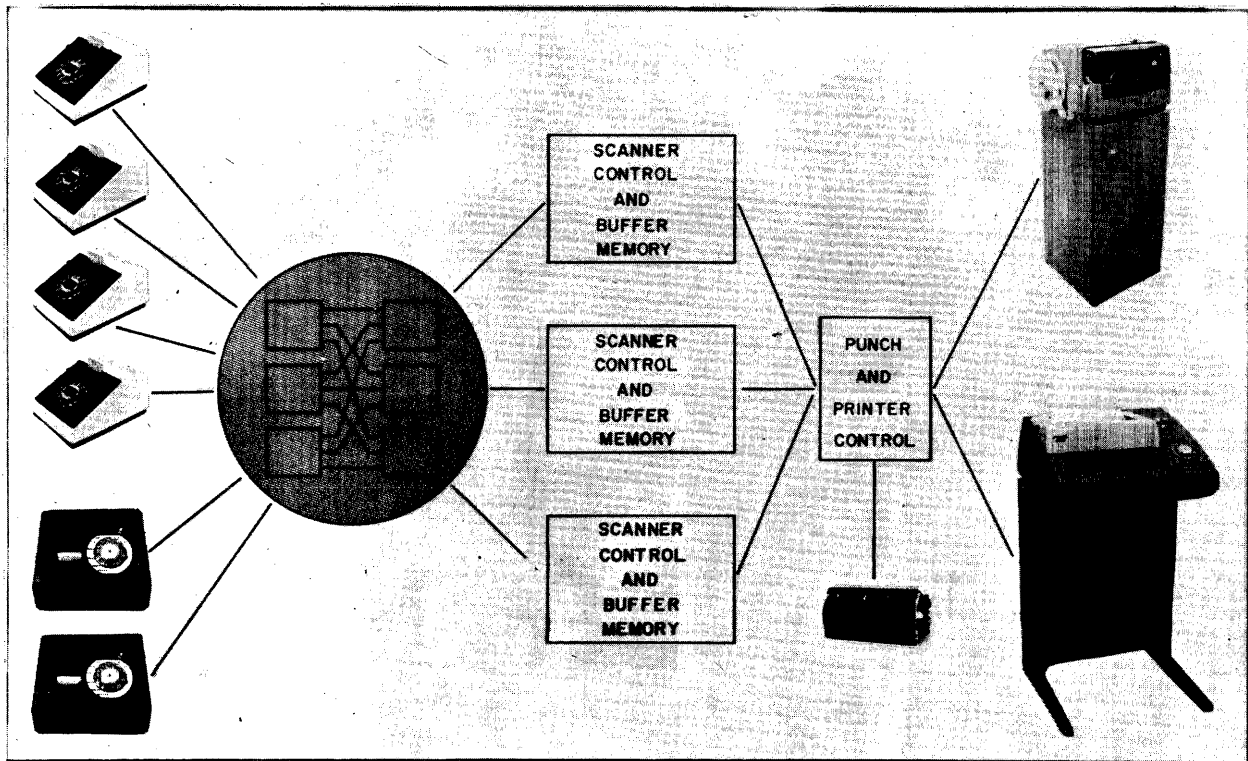 SCANNER
CONTROL
AND
BUFFER
MEMORY
SCANNER
CONTROL
AND
BUFFER
MEMORY
SCANNER
CONTROL
AND
BUFFER
MEMORY
PUNCH
AND
PRINTER
CONTROL